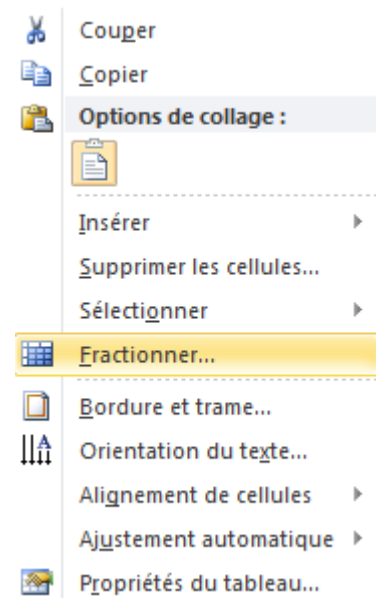 Couper
Copier
Options de collage :
Insérer
Supprimer les cellules...
Sélectionner
Fractionner...
Bordure et trame...
Orientation du texte...
Alignement de cellules
Ajustement automatique
Propriétés du tableau...